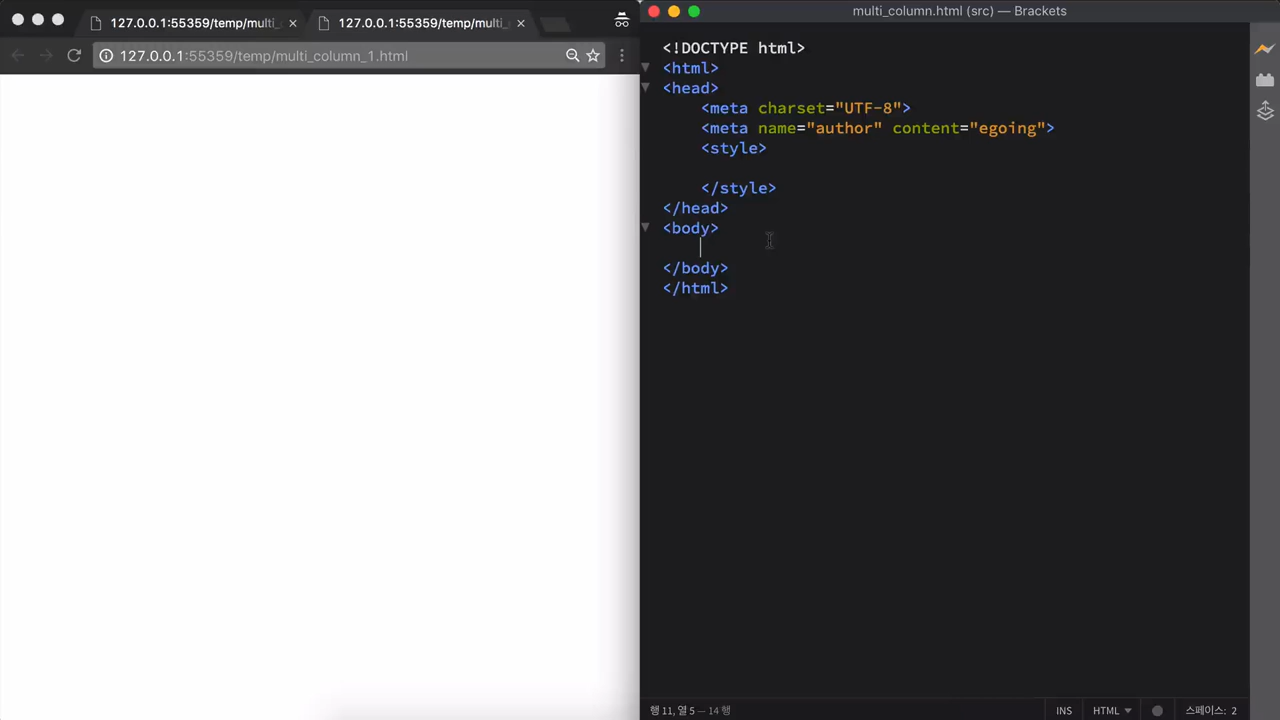 127.0.0.1:55359/temp/multi_
127.0.0.1:55359/temp/multi_
127.0.0.1:55359/temp/multi_column_1.html
multi_column.html (src) — Brackets
<!DOCTYPE html>
<html>
<head>
<meta charset="UTF-8">
<meta name="author" content="egoing">
<style>
</style>
</head>
<body>
</body>
</html>
행 11, 열 5 — 14 행
INS
HTML
스페이스: 2